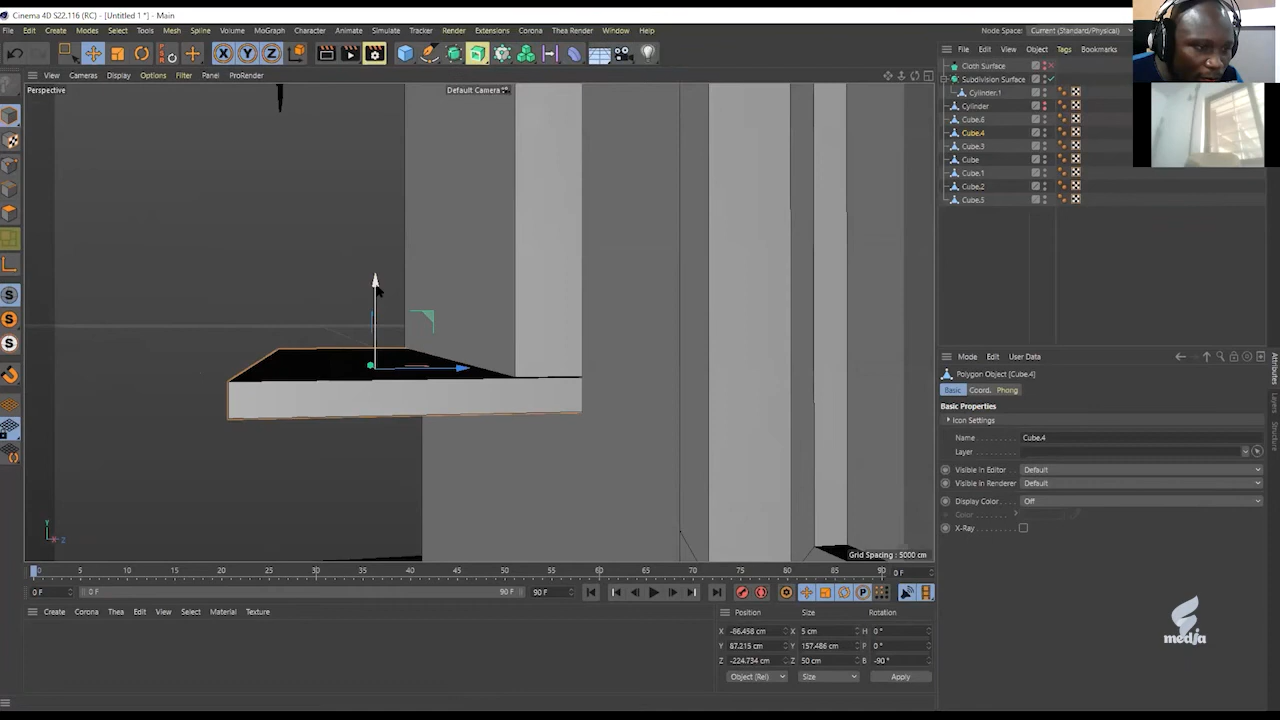 Cinema 4D S22.116 (RC) - [Untitled 1 *] - Main
File Edit Create Modes Select Tools Mesh Spline Volume MoGraph Character Animate Simulate Tracker Render Extensions Corona Thea Render Window Help
Node Space: Current (Standard/Physical)
View Cameras Display Options Filter Panel ProRender
File Edit View Object Tags Bookmarks
Perspective
Default Camera
Cloth Surface
Subdivision Surface
Cylinder.1
Cylinder
Cube.6
Cube.4
Cube.3
Cube
Cube.1
Cube.2
Cube.5
Mode Edit User Data
Polygon Object [Cube.4]
Basic Coord. Phong
Basic Properties
Icon Settings
Name Cube.4
Layer
Visible in Editor Default
Visible in Renderer Default
Display Color Off
Color
X-Ray
Attributes
Layers
Structure
Grid Spacing : 5000 cm
0 5 10 15 20 25 30 35 40 45 50 55 60 65 70 75 80 85 90 0 F
0 F 0 F 90 F 90 F
Create Corona Thea Edit View Select Material Texture
Position Size Rotation
X -86.458 cm X 5 cm H 0 °
Y 87.215 cm Y 157.486 cm P 0 °
Z -224.734 cm Z 50 cm B -90 °
Object (Rel) Size Apply
media